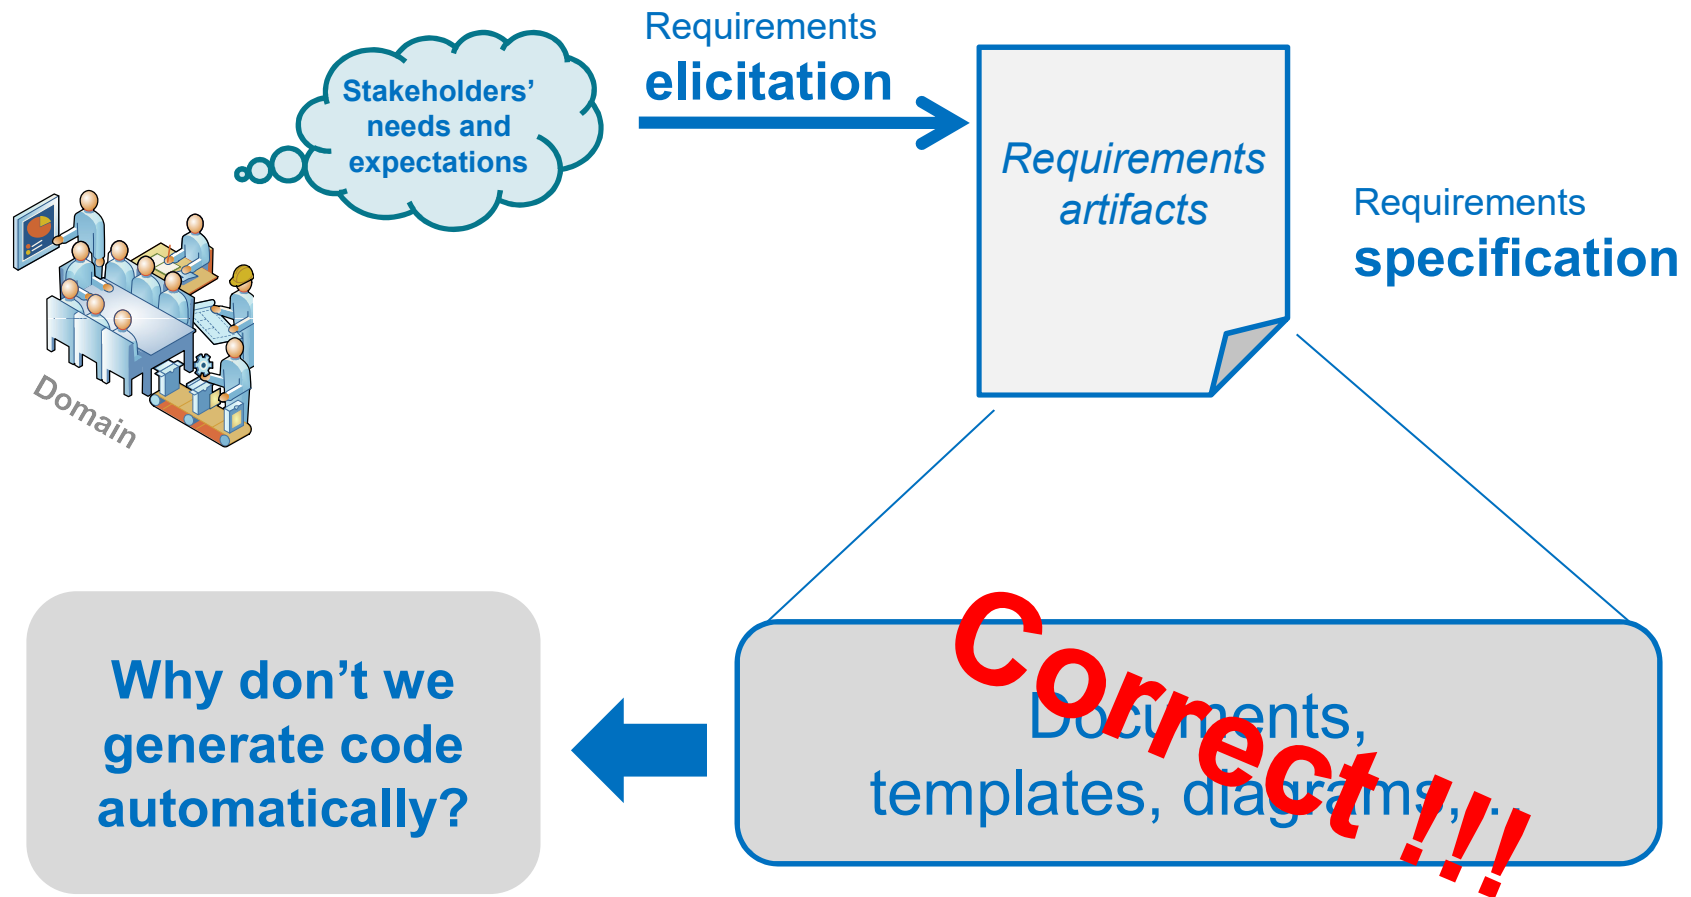 Requirements
elicitation
Stakeholders’
needs and
expectations
Requirements
artifacts
Requirements
specification
Domain
Why don’t we
generate code
automatically?
Documents,
templates, diagrams,...
Correct !!!